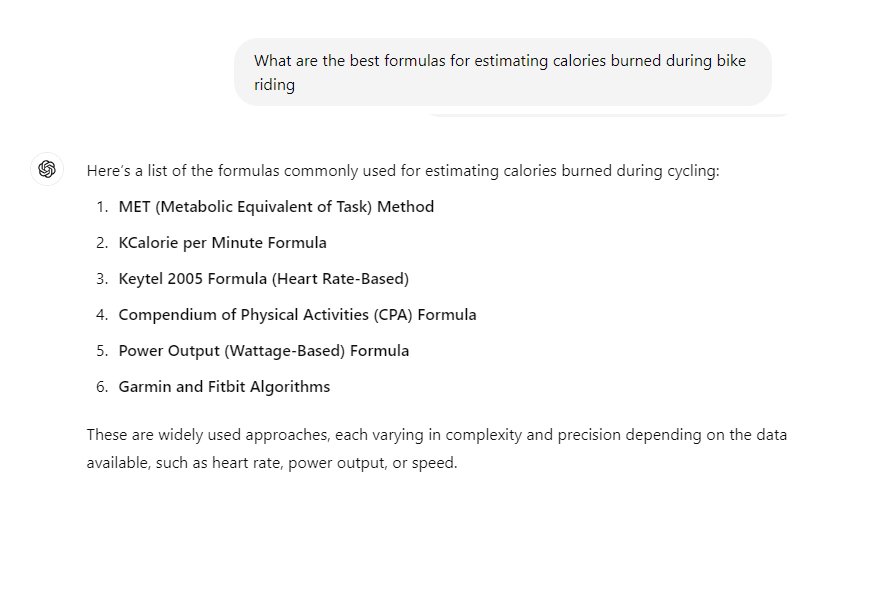 What are the best formulas for estimating calories burned during bike
riding
Here's a list of the formulas commonly used for estimating calories burned during cycling:
1. MET (Metabolic Equivalent of Task) Method
2. KCalorie per Minute Formula
3. Keytel 2005 Formula (Heart Rate-Based)
4. Compendium of Physical Activities (CPA) Formula
5. Power Output (Wattage-Based) Formula
6. Garmin and Fitbit Algorithms
These are widely used approaches, each varying in complexity and precision depending on the data
available, such as heart rate, power output, or speed.